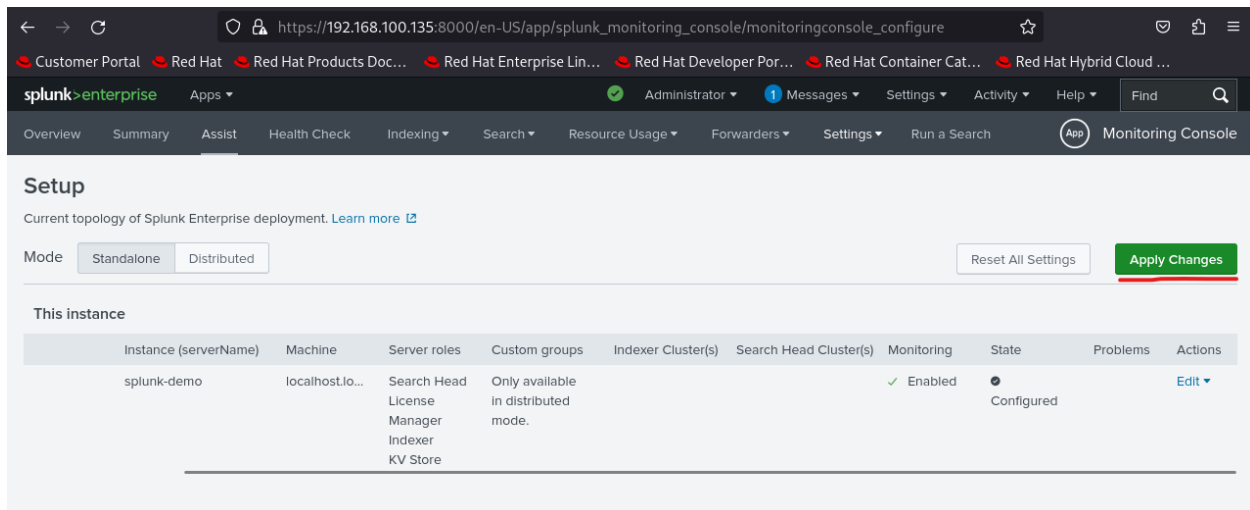 https://192.168.100.135:8000/en-US/app/splunk_monitoring_console/monitoringconsole_configure
Customer Portal Red Hat Red Hat Products Doc... Red Hat Enterprise Lin... Red Hat Developer Por... Red Hat Container Cat... Red Hat Hybrid Cloud ...
splunk>enterprise Apps Administrator 1 Messages Settings Activity Help Find
Overview Summary Assist Health Check Indexing Search Resource Usage Forwarders Settings Run a Search App Monitoring Console
Setup
Current topology of Splunk Enterprise deployment. Learn more
Mode Standalone Distributed Reset All Settings Apply Changes
This instance
Instance (serverName) Machine Server roles Custom groups Indexer Cluster(s) Search Head Cluster(s) Monitoring State Problems Actions
splunk-demo localhost.lo... Search Head Only available Enabled Edit
License in distributed Configured
Manager mode.
Indexer
KV Store